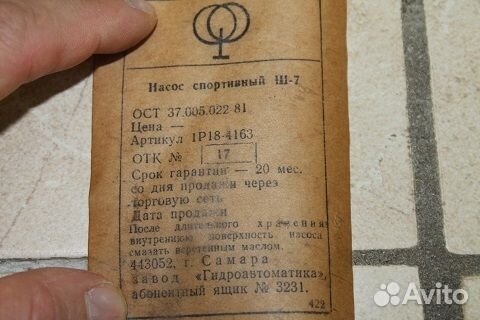 Насос спортивный Ш-7
ОСТ 37.005.022-81
Цена —
Артикул 1Р18-4163
ОТК № 17
Срок гарантии — 20 мес.
со дня продажи через
торговую сеть
Дата продажи
После длительного хранения
внутреннюю поверхность насоса
смазать веретенным маслом.
443052, г. Самара
завод «Гидроавтоматика»,
абонентный ящик № 3231.
422
Avito